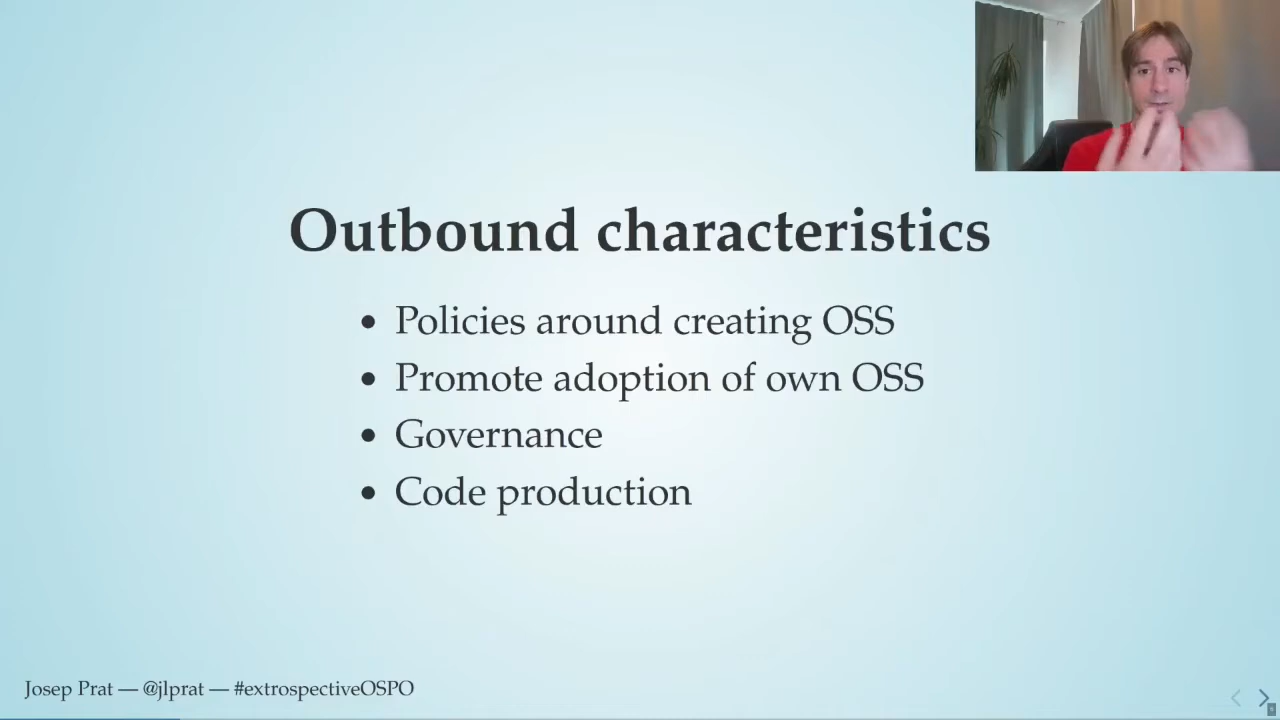 Outbound characteristics
• Policies around creating OSS
• Promote adoption of own OSS
• Governance
• Code production
Josep Prat — @jlprat — #extrospectiveOSPO